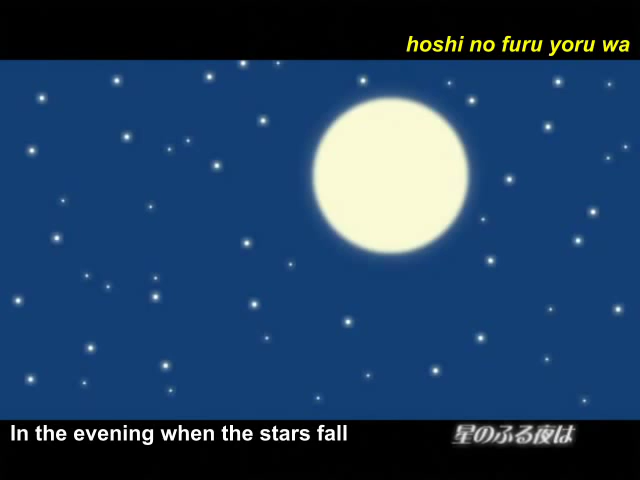 hoshi no furu yoru wa
In the evening when the stars fall
星のふる夜は